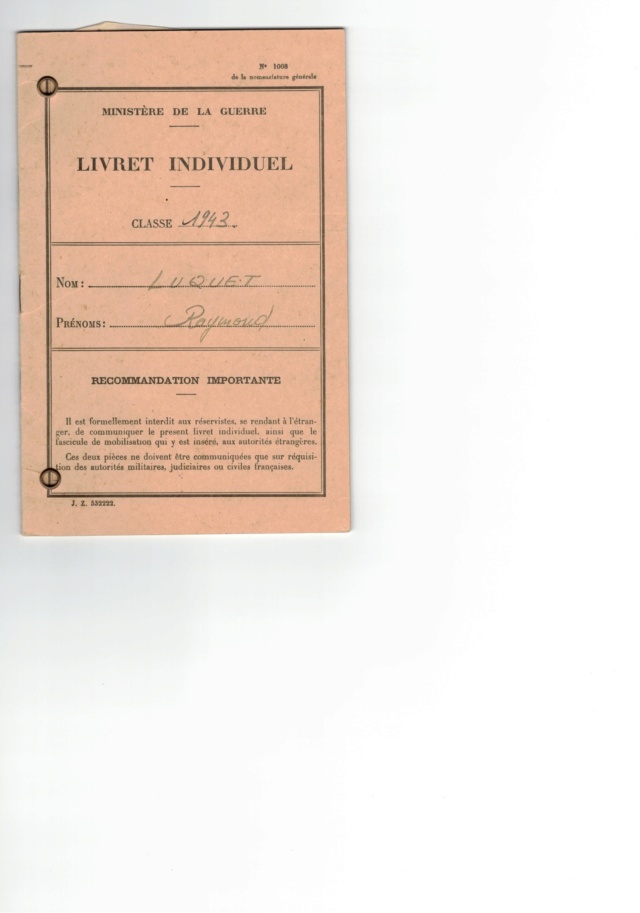 N° 1008
de la nomenclature générale
MINISTÈRE DE LA GUERRE
LIVRET INDIVIDUEL
CLASSE 1943.
NOM : LUQUET
PRÉNOMS : Raymond
RECOMMANDATION IMPORTANTE
Il est formellement interdit aux réservistes, se rendant à l'étran-
ger, de communiquer le présent livret individuel, ainsi que le
fascicule de mobilisation qui y est inséré, aux autorités étrangères.
Ces deux pièces ne doivent être communiquées que sur réquisi-
tion des autorités militaires, judiciaires ou civiles françaises.
J. Z. 532222.